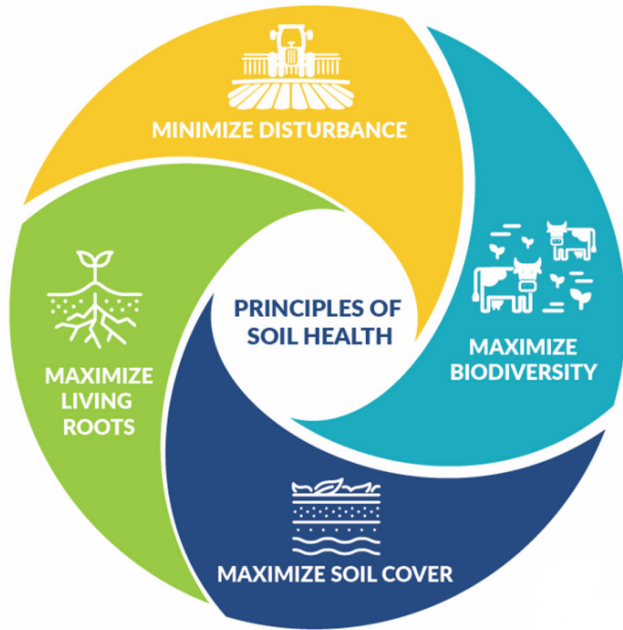 MINIMIZE DISTURBANCE
PRINCIPLES OF
SOIL HEALTH
MAXIMIZE
BIODIVERSITY
MAXIMIZE
LIVING
ROOTS
MAXIMIZE SOIL COVER